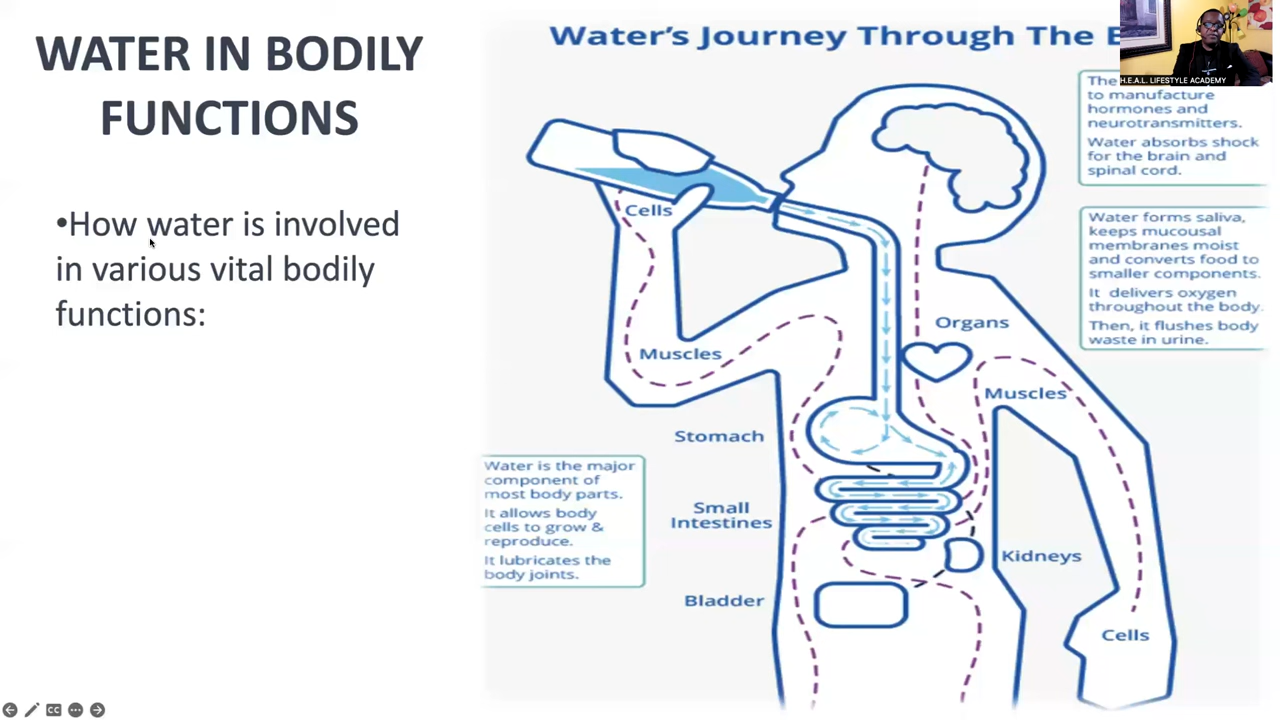 WATER IN BODILY
FUNCTIONS
•How water is involved
in various vital bodily
functions:
Water’s Journey Through The
H.E.A.L. LIFESTYLE ACADEMY
The
to manufacture
hormones and
neurotransmitters.
Water absorbs shock
for the brain and
spinal cord.
Water forms saliva,
keeps mucousal
membranes moist
and converts food to
smaller components.
It delivers oxygen
throughout the body.
Then, it flushes body
waste in urine.
Cells
Organs
Muscles
Muscles
Stomach
Water is the major
component of
most body parts.
It allows body
cells to grow &
reproduce.
It lubricates the
body joints.
Small
Intestines
Kidneys
Bladder
Cells
CC